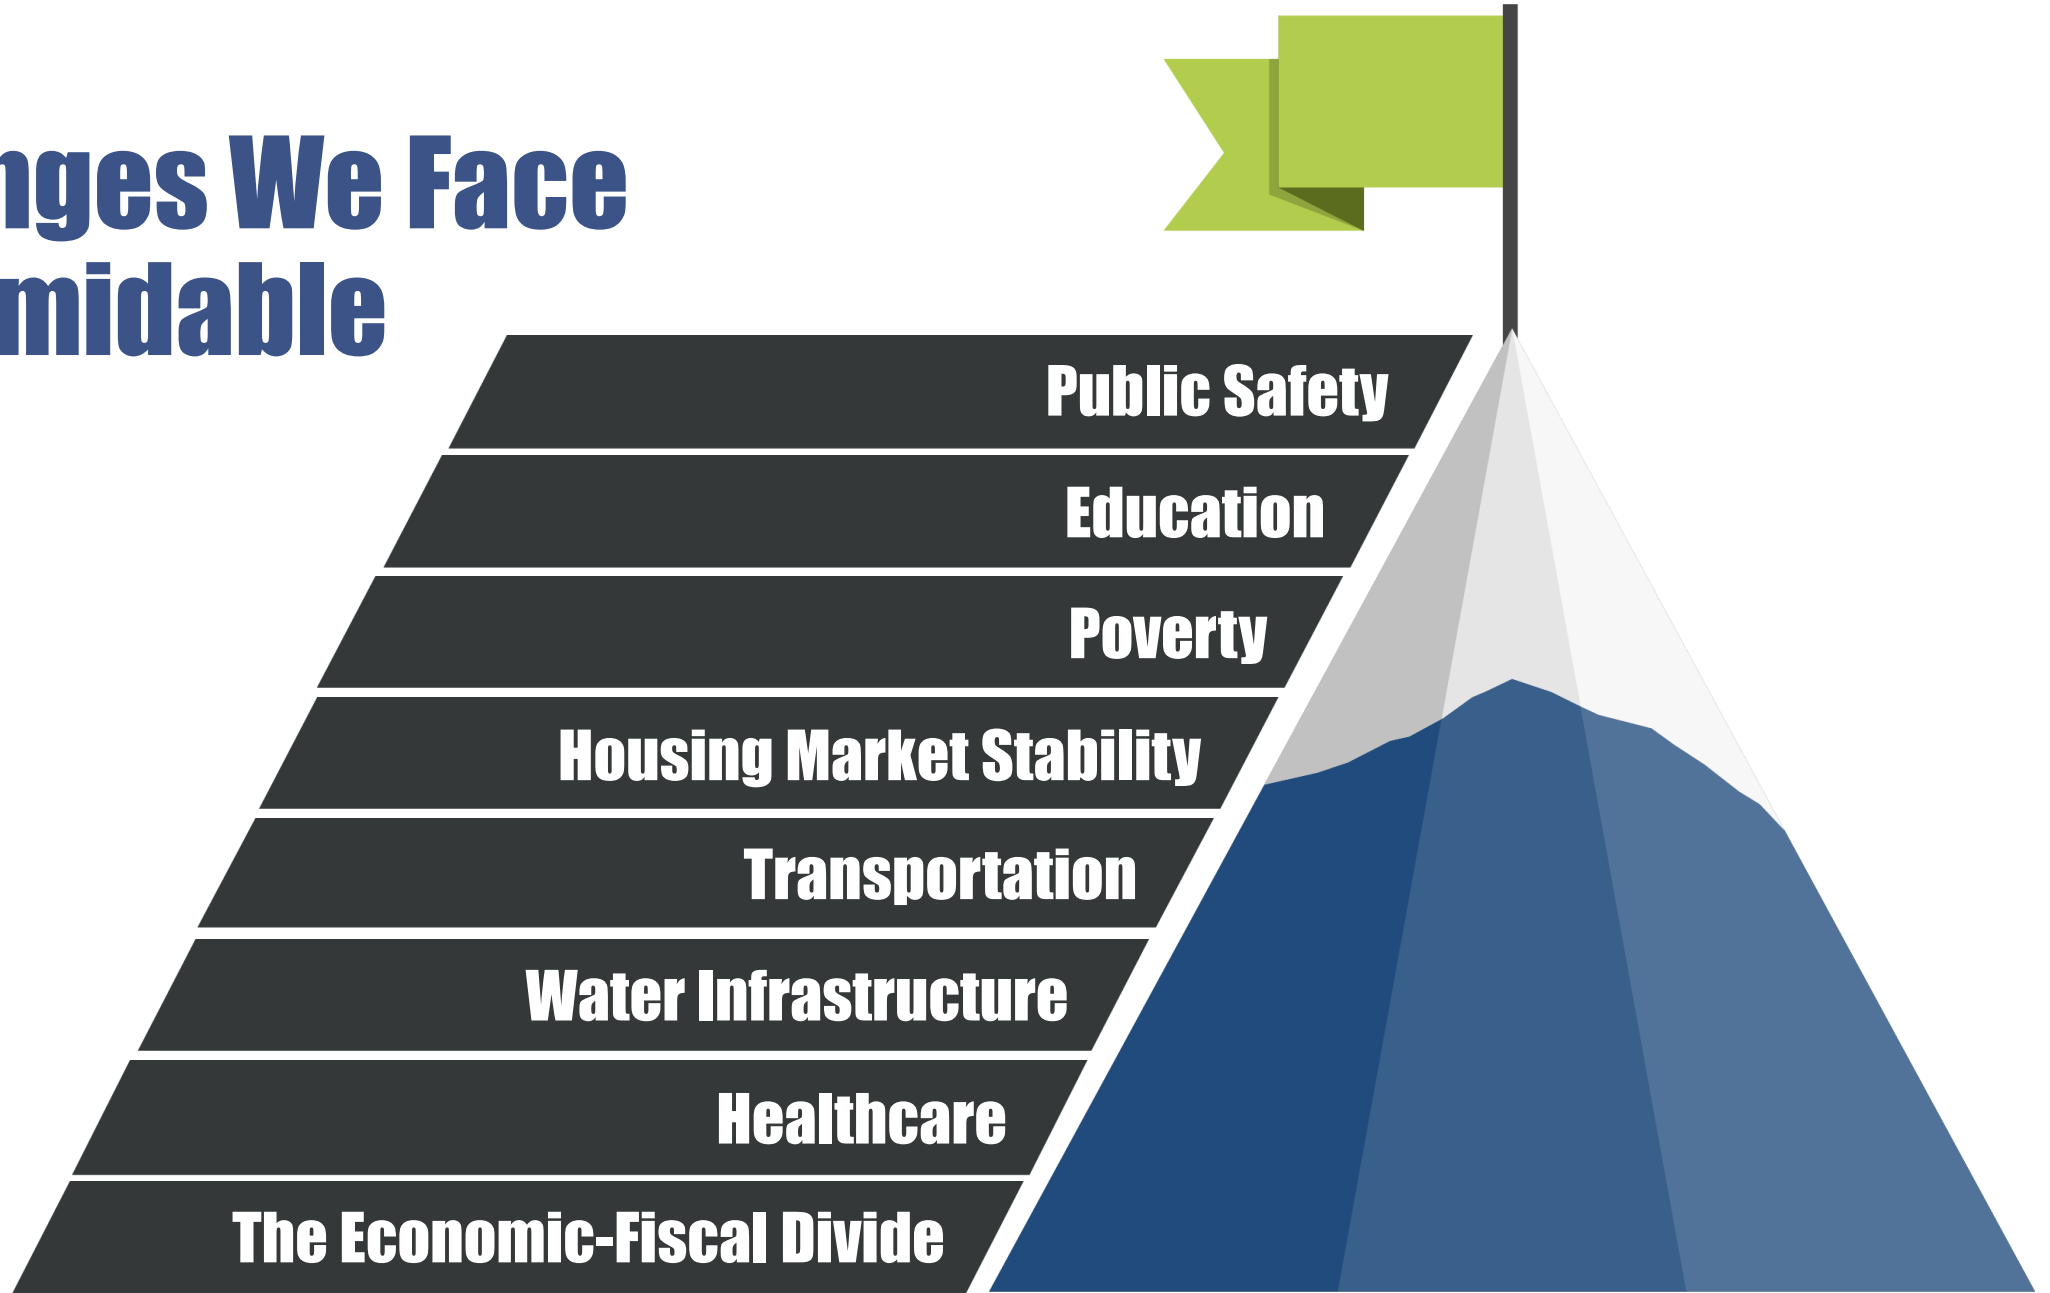 nges We Face
midable
Public Safety
Education
Poverty
Housing Market Stability
Transportation
Water Infrastructure
Healthcare
The Economic-Fiscal Divide